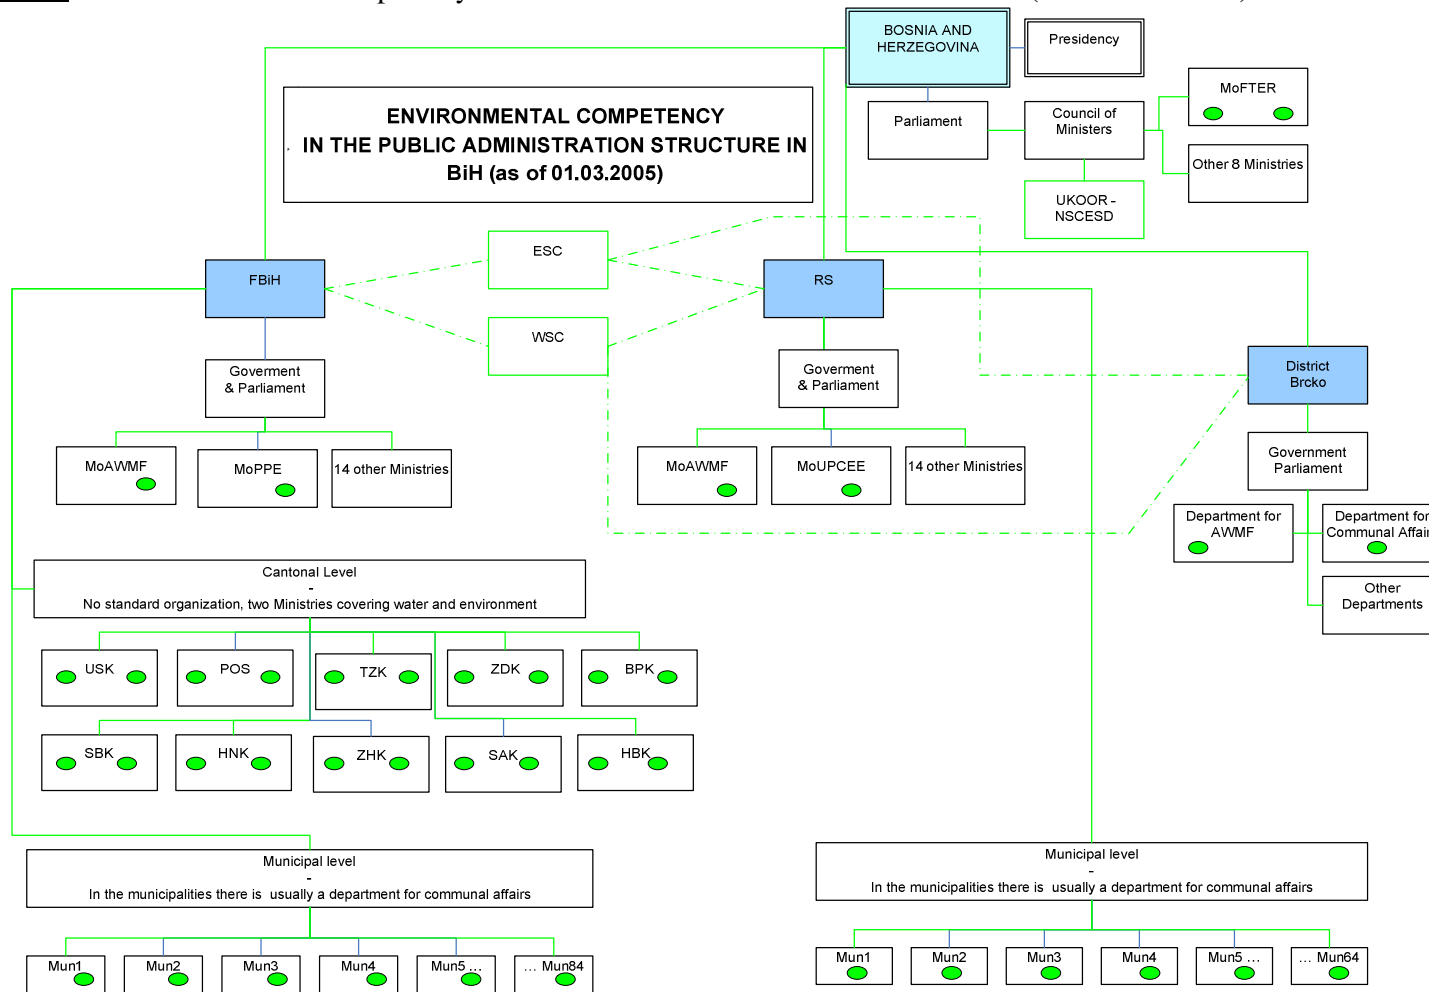 BOSNIA AND
HERZEGOVINA
Presidency
MoFTER
ENVIRONMENTAL COMPETENCY
IN THE PUBLIC ADMINISTRATION STRUCTURE IN
BiH (as of 01.03.2005)
Parliament
Council of
Ministers
Other 8 Ministries
UKOOR -
NSCESD
ESC
FBiH
RS
WSC
District
Brcko
Goverment
& Parliament
Goverment
& Parliament
Government
Parliament
MoAWMF
MoPPE
14 other Ministries
MoAWMF
MoUPCEE
14 other Ministries
Department for
AWMF
Department for
Communal Affair
Other
Departments
Cantonal Level
-
No standard organization, two Ministries covering water and environment
USK
POS
TZK
ZDK
BPK
SBK
HNK
ZHK
SAK
HBK
Municipal level
-
In the municipalities there is  usually a department for communal affairs
Municipal level
-
In the municipalities there is  usually a department for communal affairs
Mun1
Mun2
Mun3
Mun4
Mun5 ...
... Mun84
Mun1
Mun2
Mun3
Mun4
Mun5 ...
... Mun64